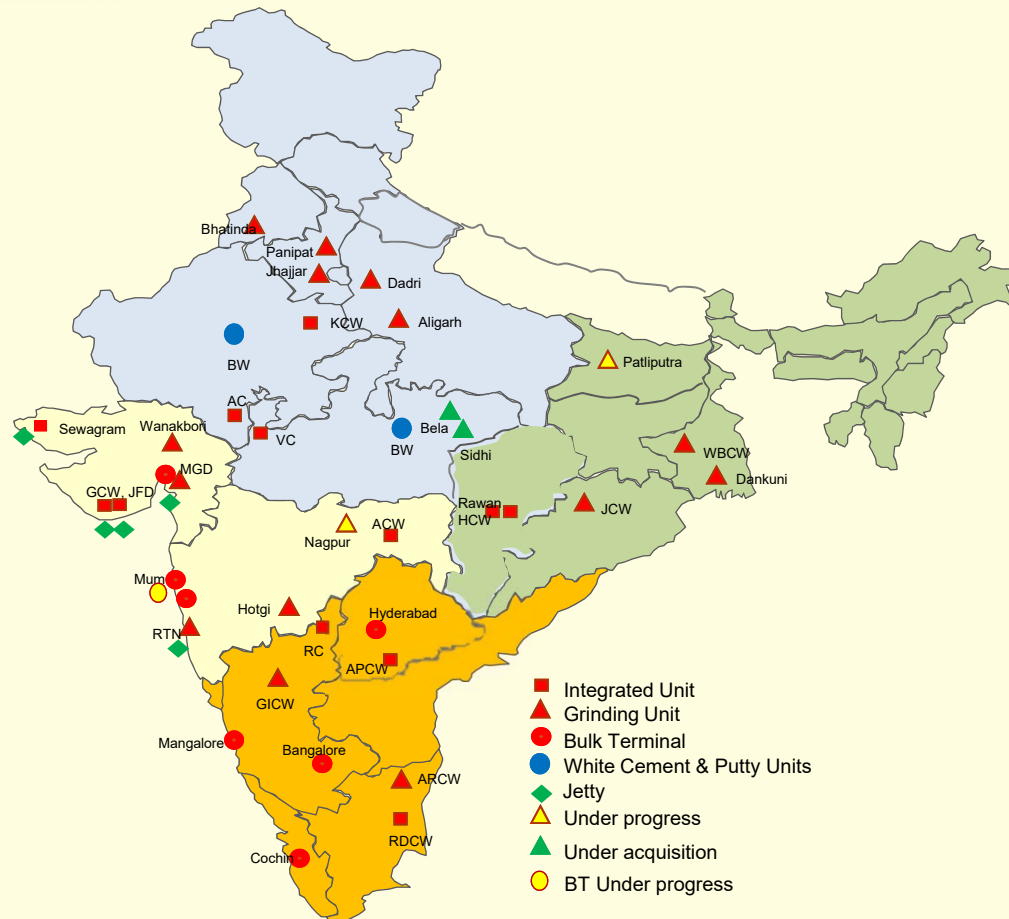 Bhatinda
Panipat
Jhajjar
Dadri
KCW
Aligarh
BW
Patliputra
AC
Sewagram
Wanakbori
VC
BW
Bela
Sidhi
WBCW
Dankuni
MGD
GCW, JFD
Rawan
HCW
JCW
Nagpur
ACW
Mum
Hotgi
Hyderabad
RTN
RC
APCW
GICW
Mangalore
Bangalore
ARCW
RDCW
Cochin
Integrated Unit
Grinding Unit
Bulk Terminal
White Cement & Putty Units
Jetty
Under progress
Under acquisition
BT Under progress